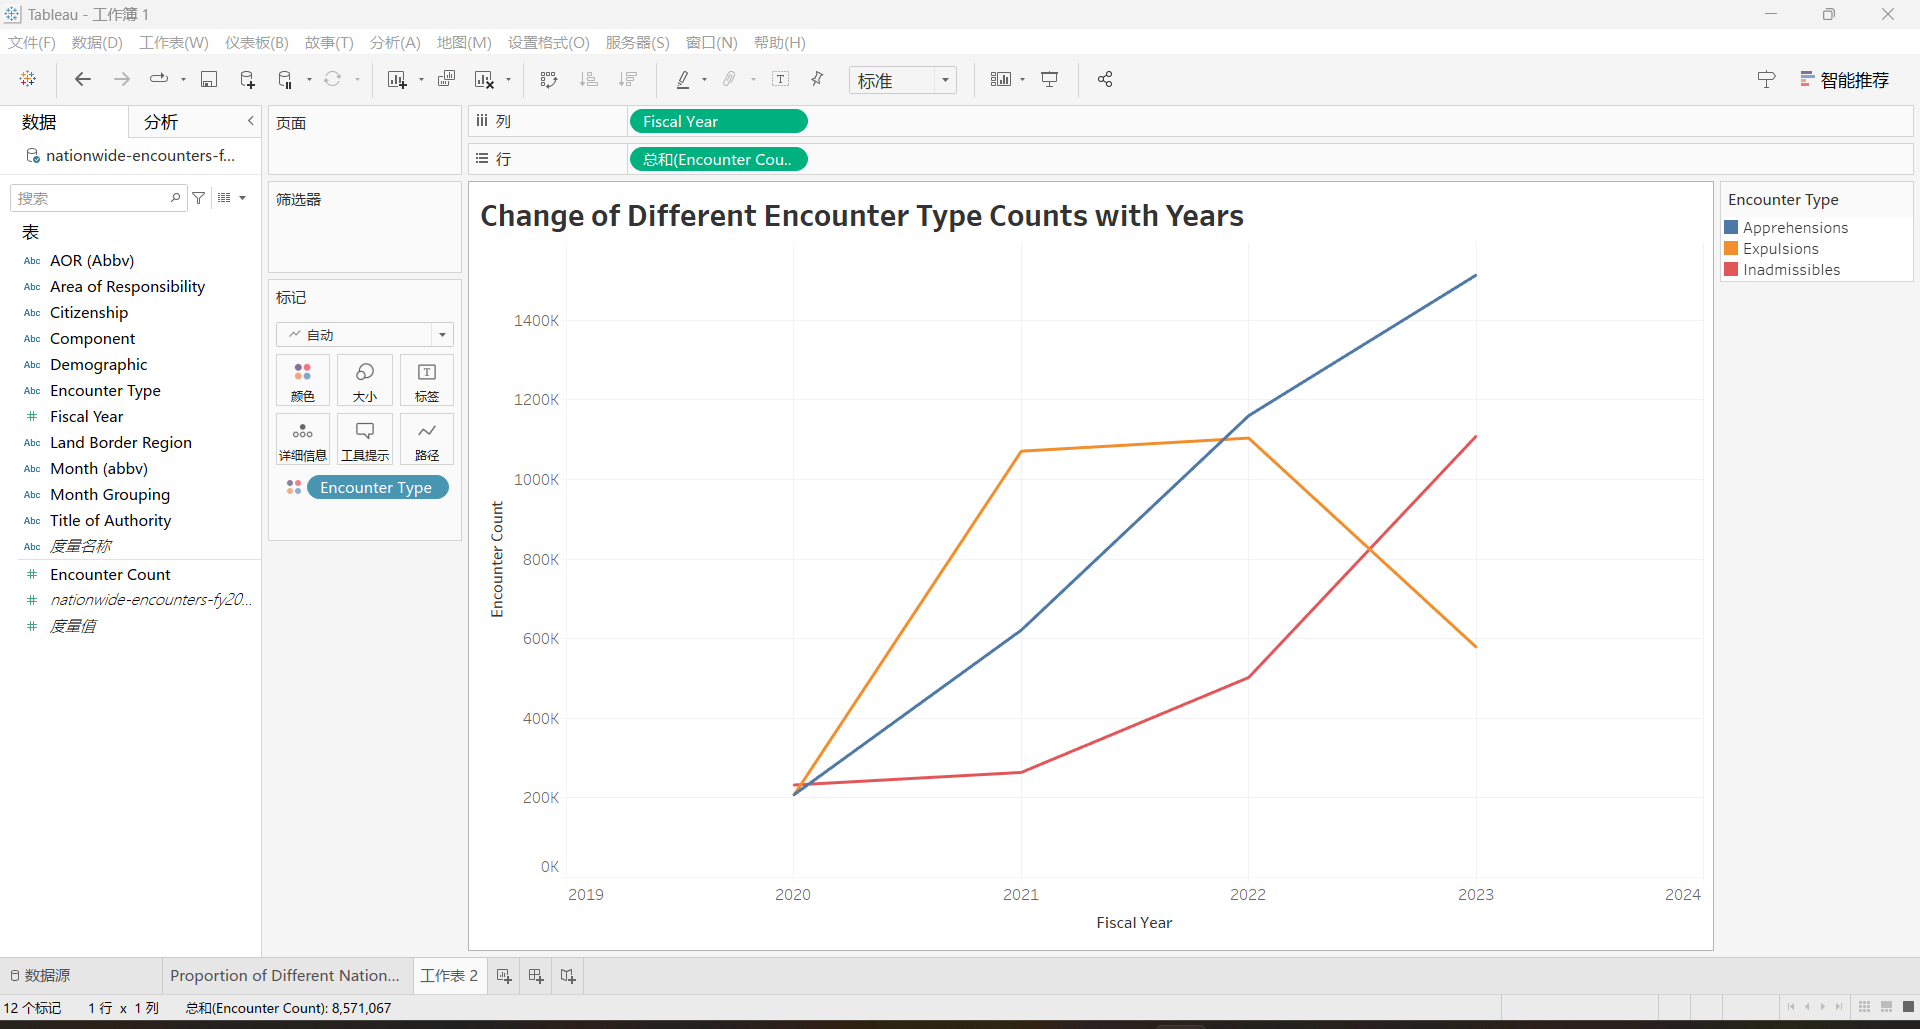 Tableau - 工作簿 1
文件(F) 数据(D) 工作表(W) 仪表板(B) 故事(T) 分析(A) 地图(M) 设置格式(O) 服务器(S) 窗口(N) 帮助(H)
标准
智能推荐
数据 分析
nationwide-encounters-f...
搜索
表
Abc AOR (Abbv)
Abc Area of Responsibility
Abc Citizenship
Abc Component
Abc Demographic
Abc Encounter Type
# Fiscal Year
Abc Land Border Region
Abc Month (abbv)
Abc Month Grouping
Abc Title of Authority
Abc 度量名称
# Encounter Count
# nationwide-encounters-fy20...
# 度量值
页面
筛选器
标记
自动
颜色 大小 标签
详细信息 工具提示 路径
Encounter Type
列 Fiscal Year
行 总和(Encounter Cou..
Change of Different Encounter Type Counts with Years
1400K
1200K
1000K
800K
600K
400K
200K
0K
Encounter Count
2019 2020 2021 2022 2023 2024
Fiscal Year
Encounter Type
Apprehensions
Expulsions
Inadmissibles
数据源 Proportion of Different Nation... 工作表 2
12 个标记 1 行 x 1 列 总和(Encounter Count): 8,571,067